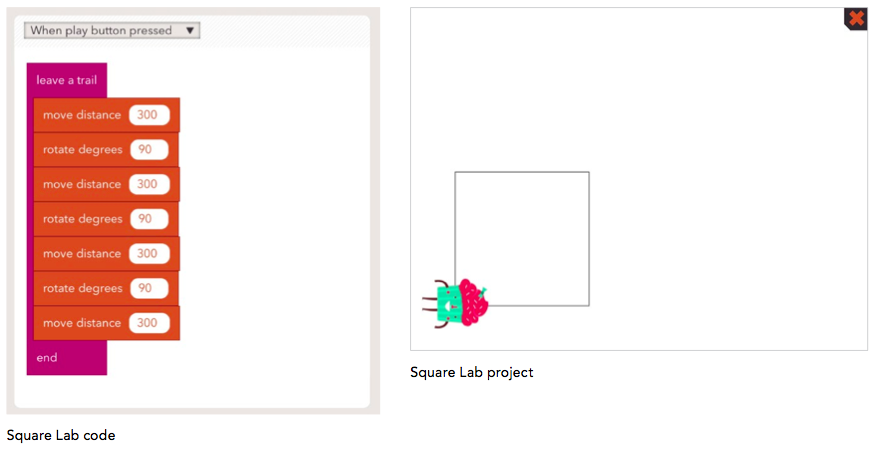 When play button pressed
leave a trail
move distance 300
rotate degrees 90
move distance 300
rotate degrees 90
move distance 300
rotate degrees 90
move distance 300
end
Square Lab code
Square Lab project